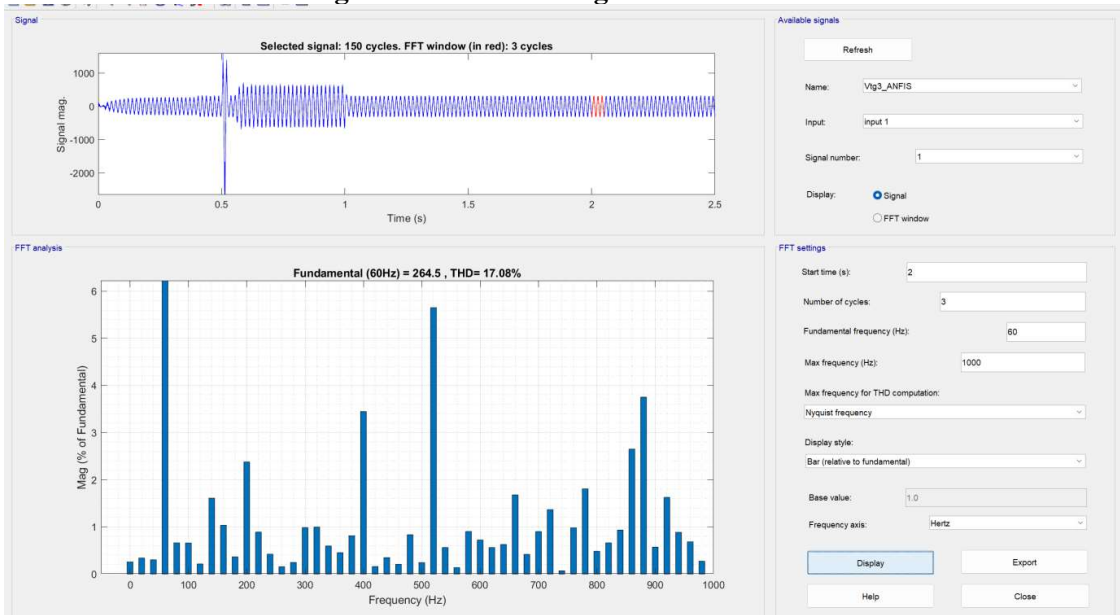 Signal
Selected signal: 150 cycles. FFT window (in red): 3 cycles
1000
0
-1000
-2000
Signal mag.
0 0.5 1 1.5 2 2.5
Time (s)
Available signals
Refresh
Name: Vtg3_ANFIS
Input: input 1
Signal number: 1
Display: Signal
FFT window
FFT analysis
Fundamental (60Hz) = 264.5 , THD= 17.08%
6
5
4
3
2
1
0
Mag (% of Fundamental)
0 100 200 300 400 500 600 700 800 900 1000
Frequency (Hz)
FFT settings
Start time (s): 2
Number of cycles: 3
Fundamental frequency (Hz): 60
Max frequency (Hz): 1000
Max frequency for THD computation:
Nyquist frequency
Display style:
Bar (relative to fundamental)
Base value: 1.0
Frequency axis: Hertz
Display Export
Help Close